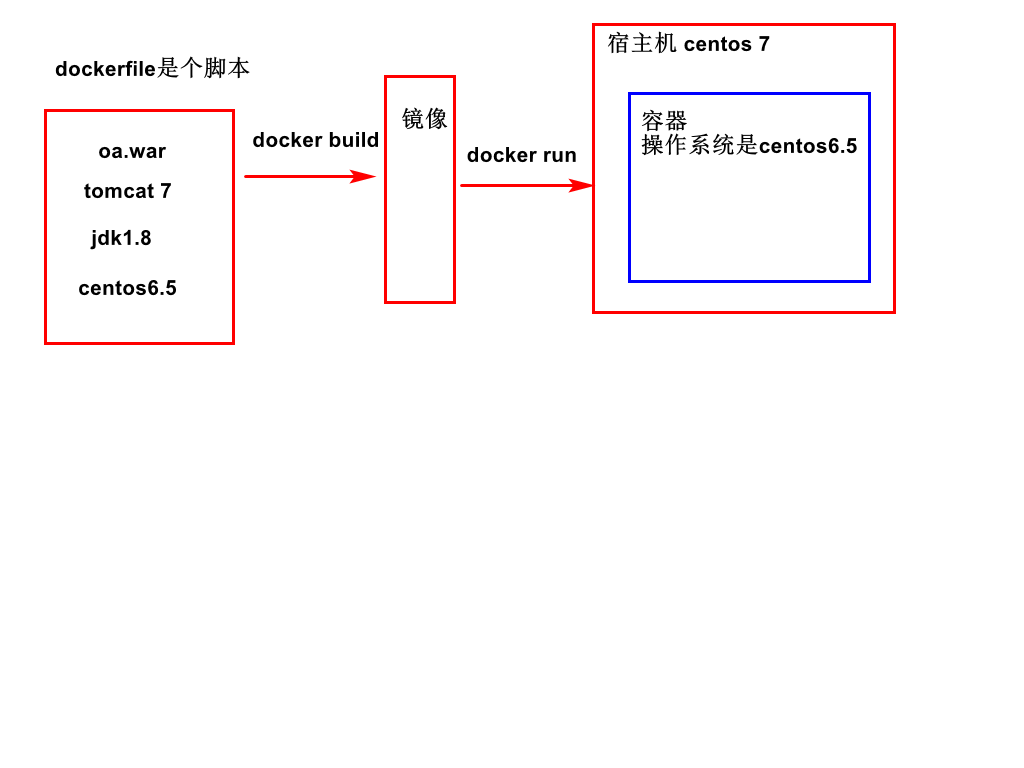 dockerfile是个脚本
oa.war
tomcat 7
jdk1.8
centos6.5
docker build
镜像
docker run
宿主机 centos 7
容器
操作系统是centos6.5